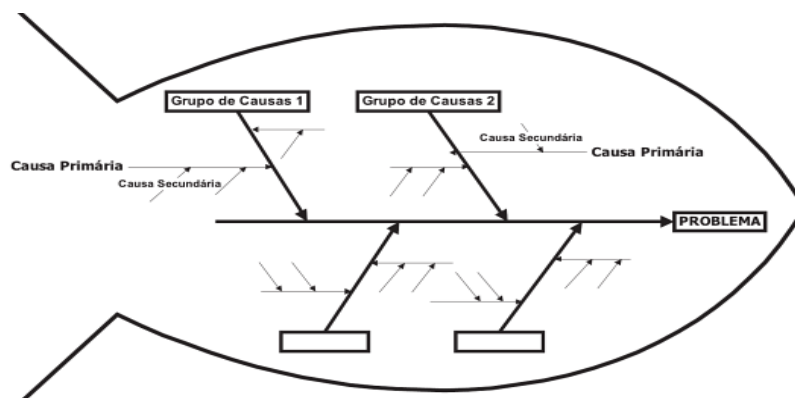 Grupo de Causas 1
Grupo de Causas 2
Causa Secundária
Causa Primária
Causa Primária
Causa Secundária
PROBLEMA